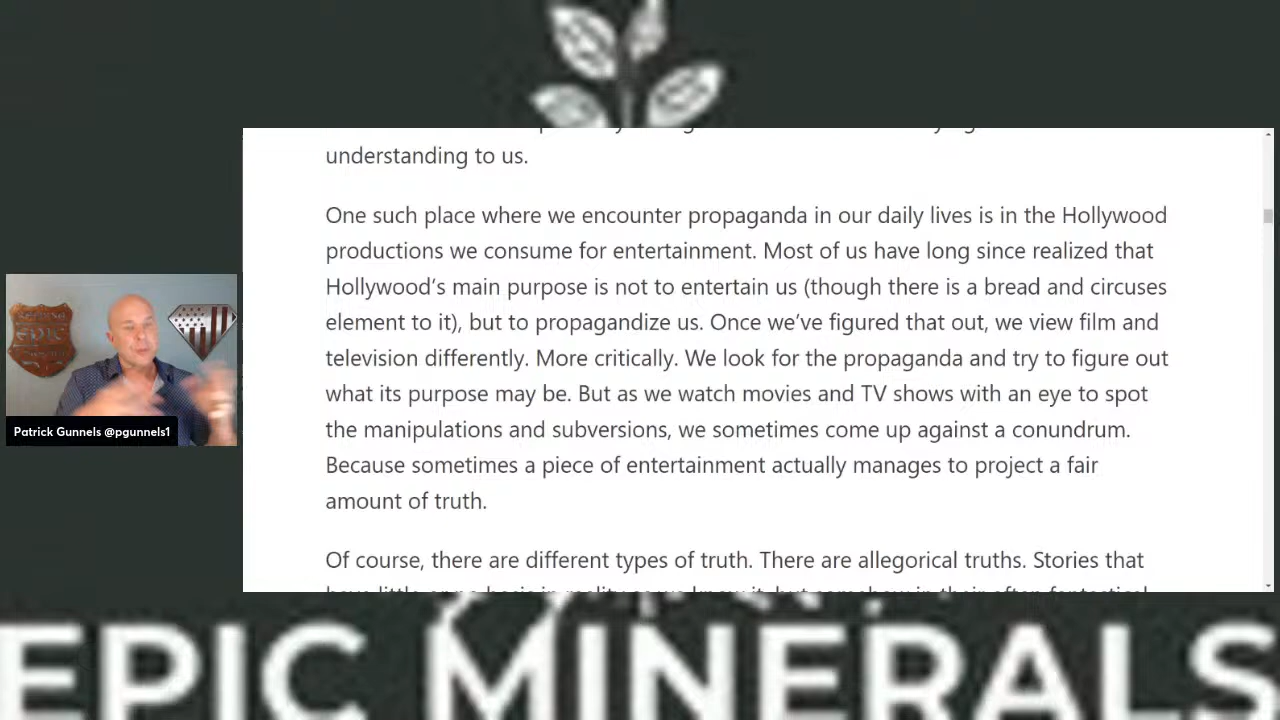 understanding to us.
One such place where we encounter propaganda in our daily lives is in the Hollywood
productions we consume for entertainment. Most of us have long since realized that
Hollywood’s main purpose is not to entertain us (though there is a bread and circuses
element to it), but to propagandize us. Once we’ve figured that out, we view film and
television differently. More critically. We look for the propaganda and try to figure out
what its purpose may be. But as we watch movies and TV shows with an eye to spot
the manipulations and subversions, we sometimes come up against a conundrum.
Because sometimes a piece of entertainment actually manages to project a fair
amount of truth.
Of course, there are different types of truth. There are allegorical truths. Stories that
EPIC
Patrick Gunnels @pgunnels1
EPIC MINERALS